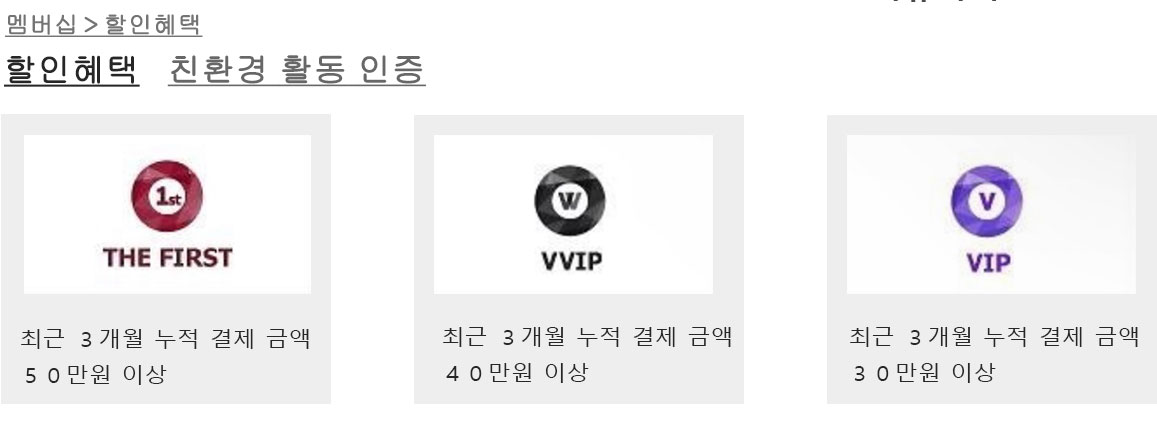 멤버십 > 할인혜택
할인혜택 친환경 활동 인증
1st
THE FIRST
최근 3개월 누적 결제 금액
50만원 이상
W
VVIP
최근 3개월 누적 결제 금액
40만원 이상
V
VIP
최근 3개월 누적 결제 금액
30만원 이상